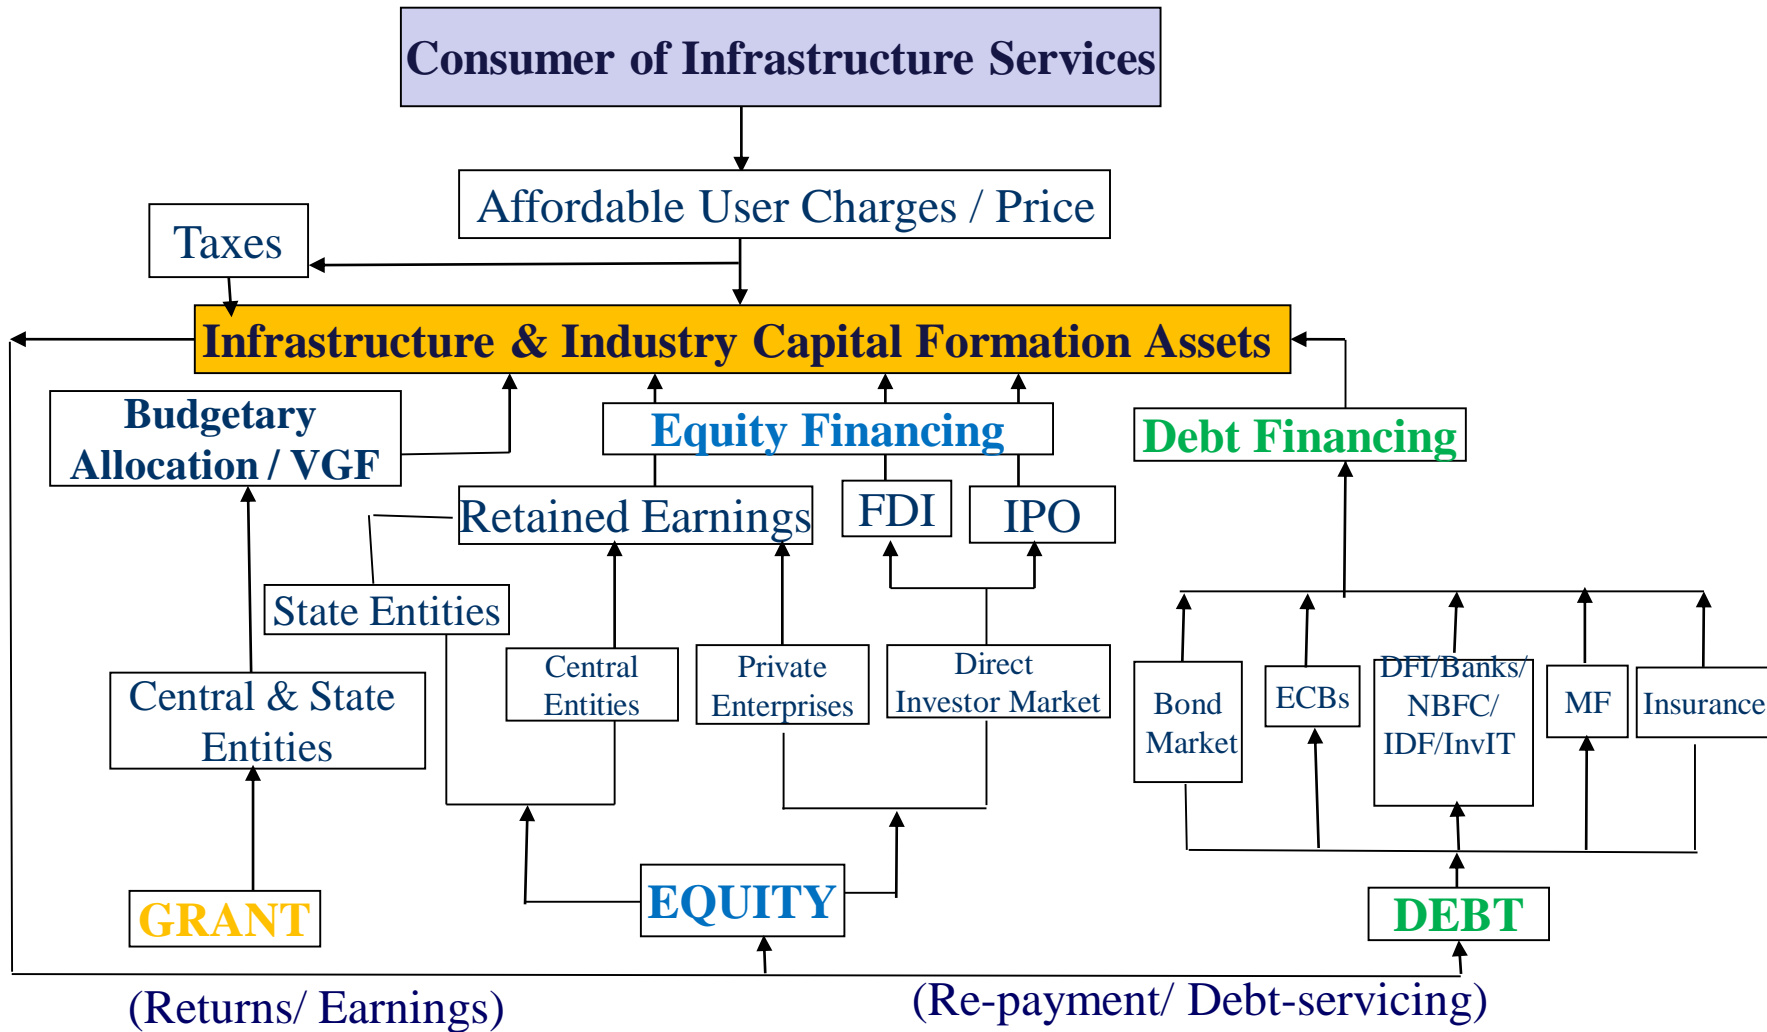 Consumer of Infrastructure Services
Affordable User Charges / Price
Taxes
Infrastructure & Industry Capital Formation Assets
Budgetary
Allocation / VGF
Equity Financing
Debt Financing
Retained Earnings
FDI
IPO
State Entities
Central & State
Entities
Central
Entities
Private
Enterprises
Direct
Investor Market
Bond
Market
ECBs
DFI/Banks/
NBFC/
IDF/InvIT
MF
Insurance
GRANT
EQUITY
DEBT
(Returns/ Earnings)
(Re-payment/ Debt-servicing)